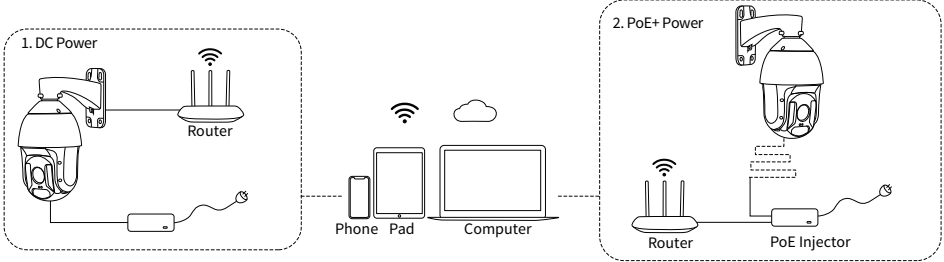 1. DC Power
Router
Phone
Pad
Computer
2. PoE+ Power
Router
PoE Injector